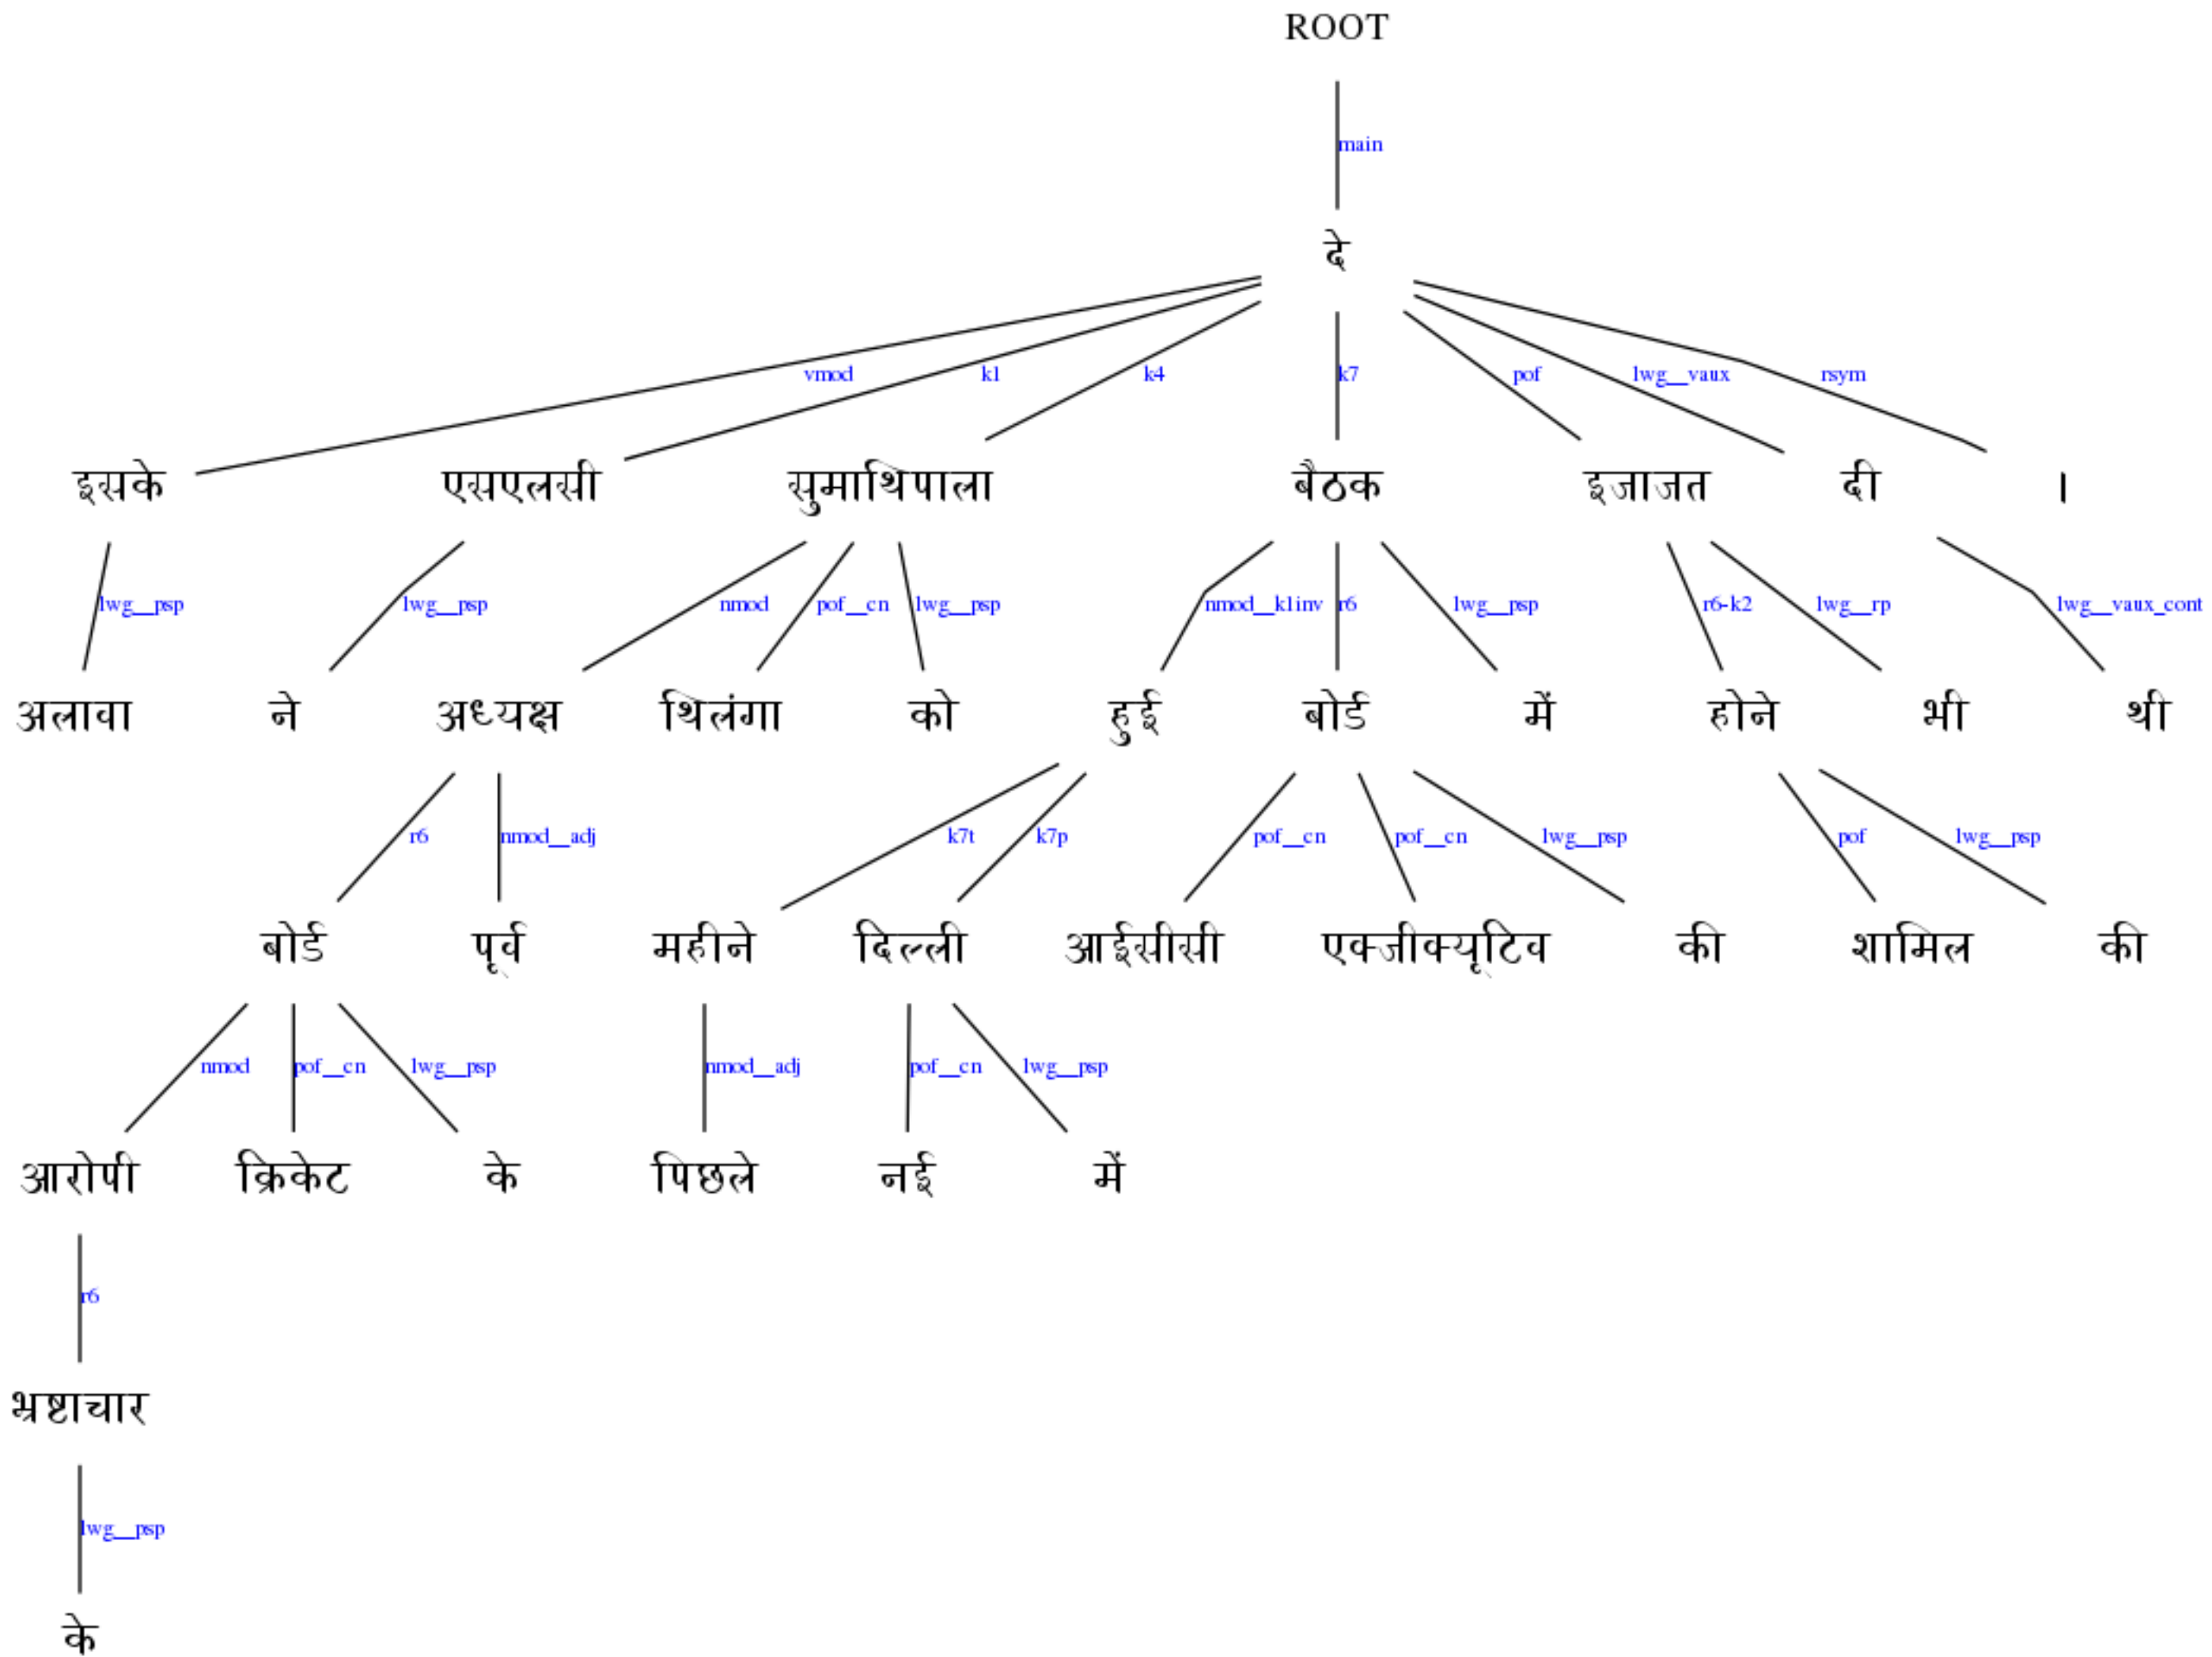 ROOT
main
दे
vmod k1 k4 k7 pof lwg__vaux rsym
इसके एसएलसी सुमाथिपाला बैठक इजाजत दी ।
lwg__psp lwg__psp nmod pof__cn lwg__psp nmod__k1inv r6 lwg__psp r6-k2 lwg__rp lwg__vaux_cont
अलावा ने अध्यक्ष थिलंगा को हुई बोर्ड में होने भी थी
r6 nmod__adj k7t k7p pof__cn pof__cn lwg__psp pof lwg__psp
बोर्ड पूर्व महीने दिल्ली आईसीसी एक्जीक्यूटिव की शामिल की
nmod pof__cn lwg__psp nmod__adj pof__cn lwg__psp
आरोपी क्रिकेट के पिछले नई में
r6
भ्रष्टाचार
lwg__psp
के